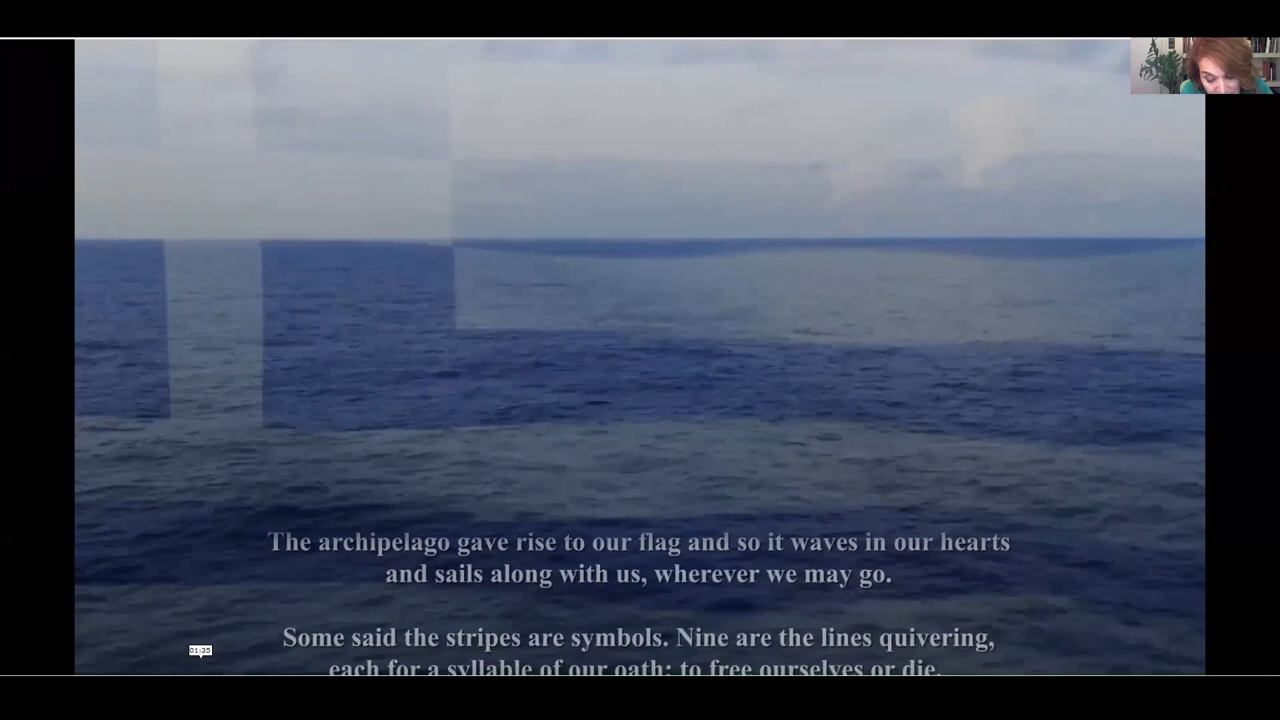 The archipelago gave rise to our flag and so it waves in our hearts
and sails along with us, wherever we may go.
Some said the stripes are symbols. Nine are the lines quivering,
each for a syllable of our oath: to free ourselves or die.
01:35